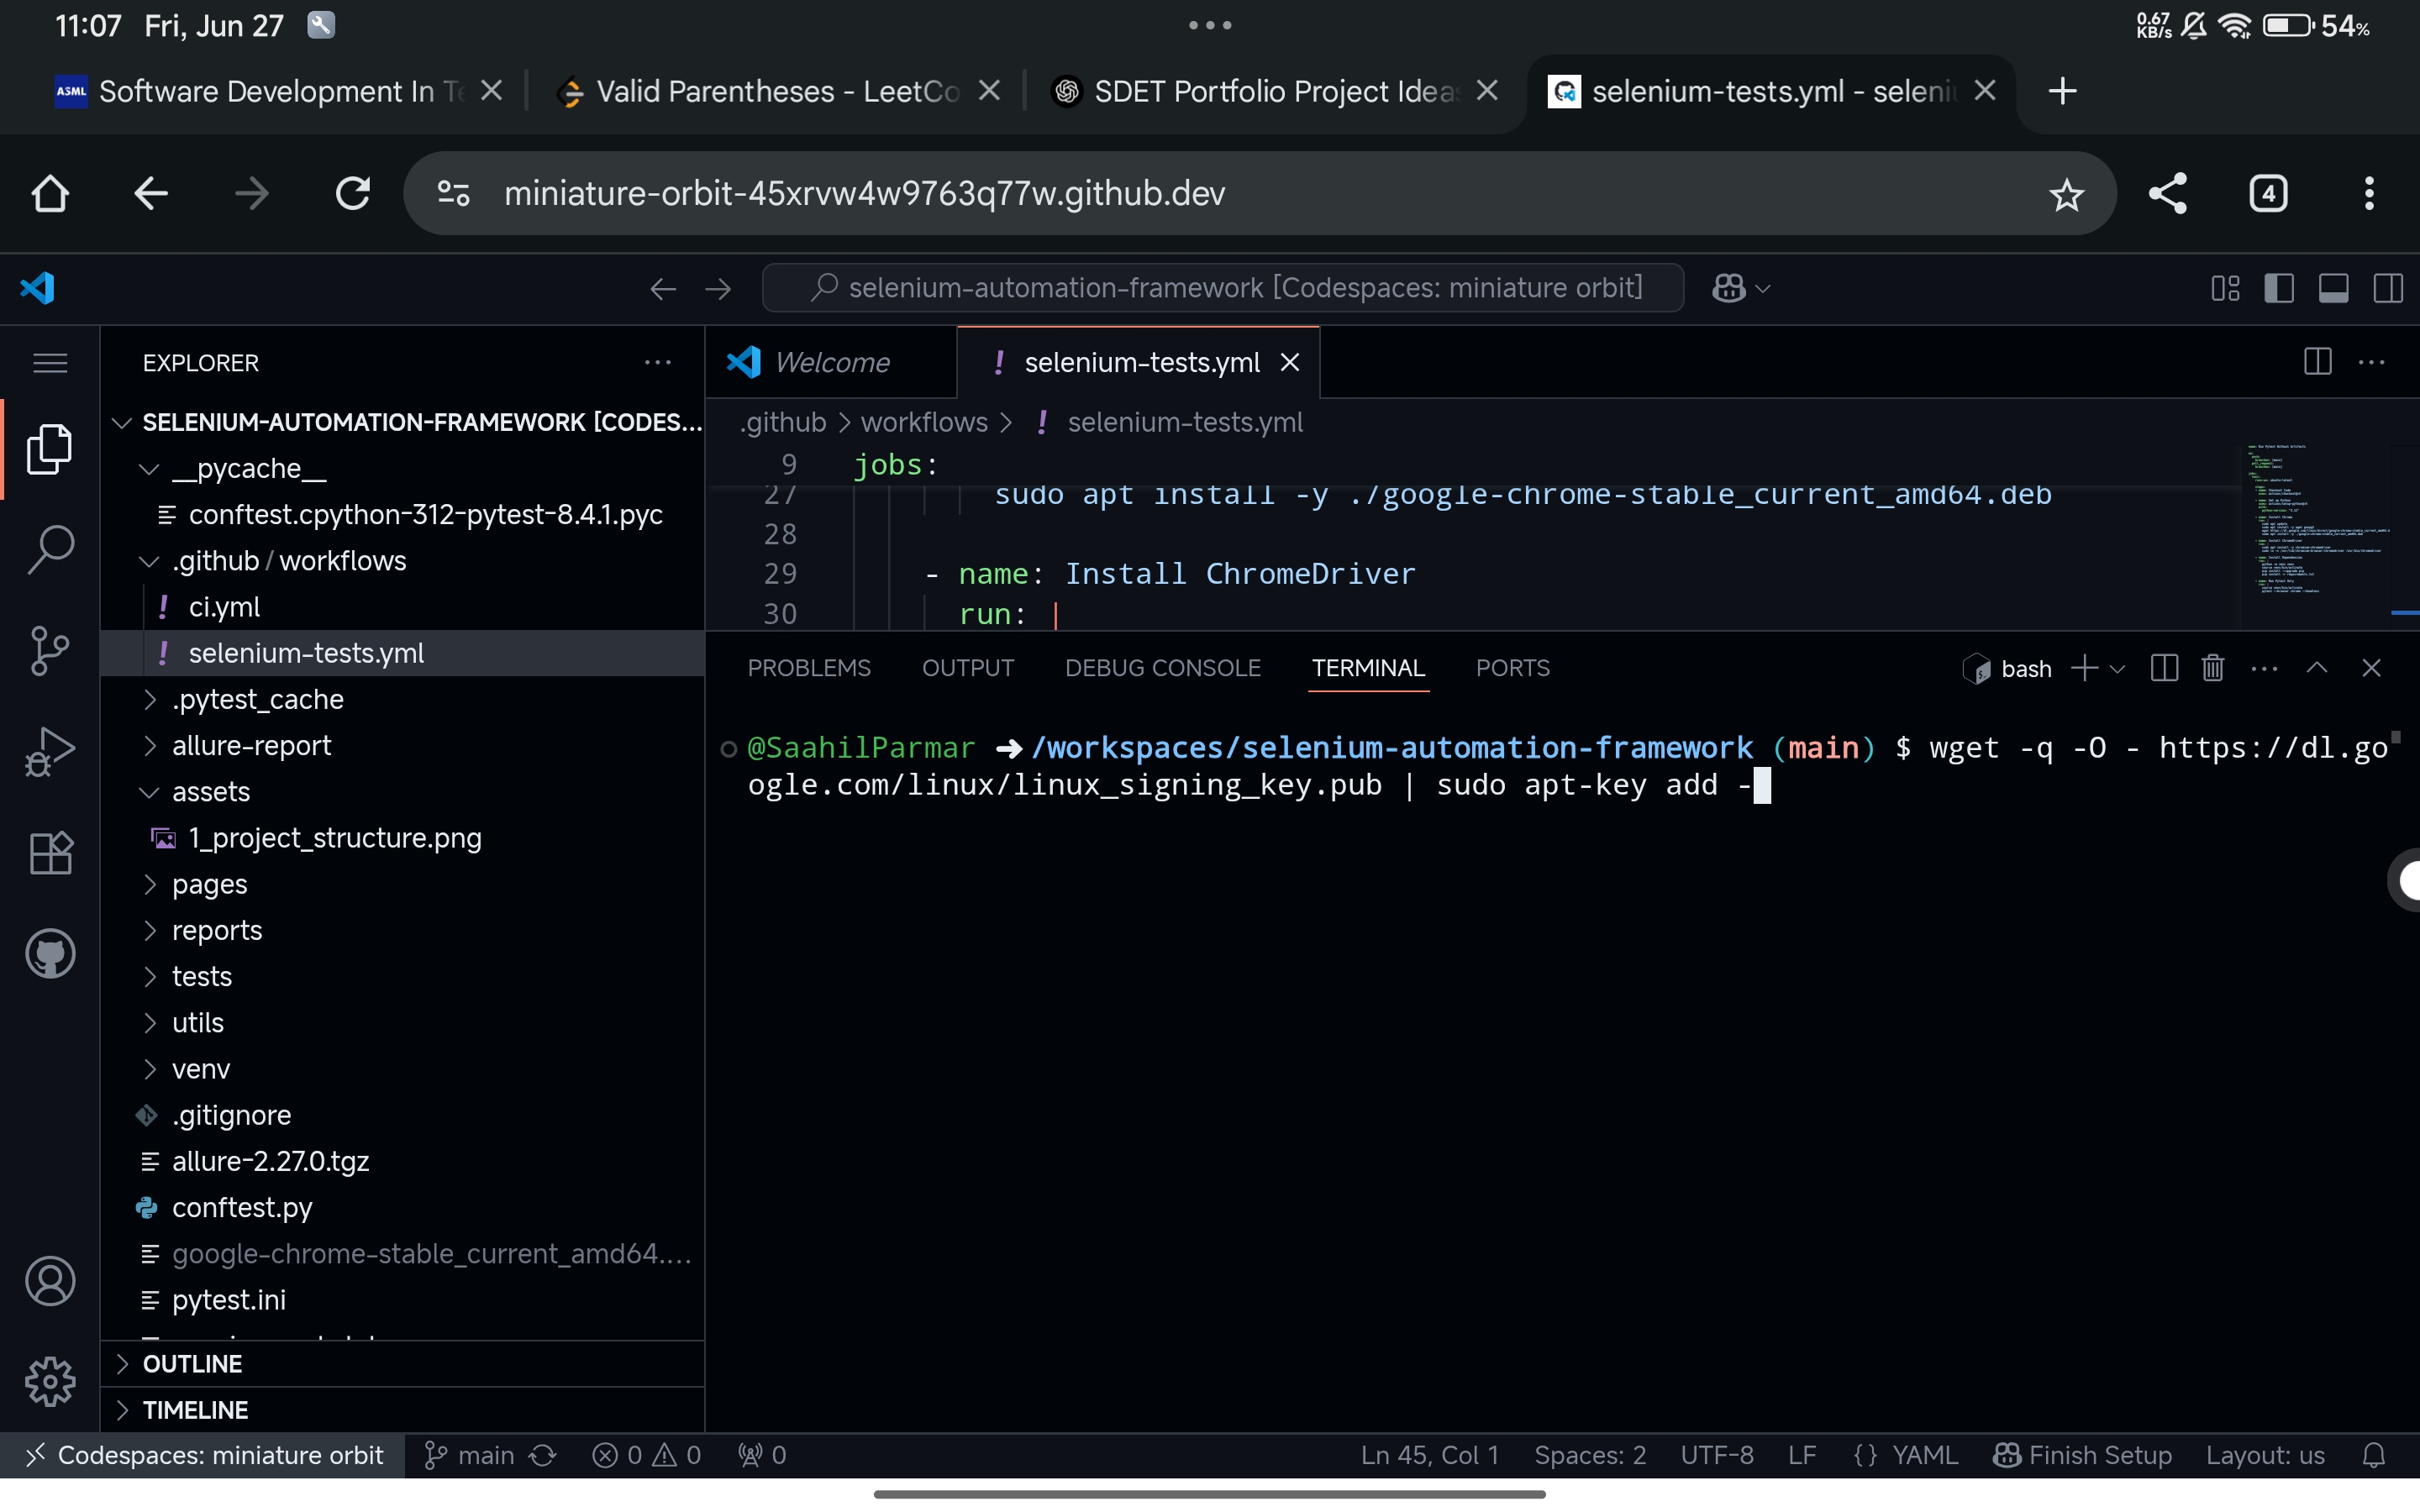 11:07 Fri, Jun 27
0.67 KB/s 54%
ASML Software Development In Te
Valid Parentheses - LeetCo
SDET Portfolio Project Ideas
selenium-tests.yml - seleni
miniature-orbit-45xrvw4w9763q77w.github.dev
4
selenium-automation-framework [Codespaces: miniature orbit]
EXPLORER
SELENIUM-AUTOMATION-FRAMEWORK [CODES...
__pycache__
conftest.cpython-312-pytest-8.4.1.pyc
.github / workflows
ci.yml
selenium-tests.yml
.pytest_cache
allure-report
assets
1_project_structure.png
pages
reports
tests
utils
venv
.gitignore
allure-2.27.0.tgz
conftest.py
google-chrome-stable_current_amd64....
pytest.ini
OUTLINE
TIMELINE
Welcome
selenium-tests.yml
.github > workflows > ! selenium-tests.yml
9 jobs:
27 sudo apt install -y ./google-chrome-stable_current_amd64.deb
28
29 - name: Install ChromeDriver
30 run: |
PROBLEMS OUTPUT DEBUG CONSOLE TERMINAL PORTS
bash
@SaahilParmar ➜ /workspaces/selenium-automation-framework (main) $ wget -q -O - https://dl.go
ogle.com/linux/linux_signing_key.pub | sudo apt-key add -
Codespaces: miniature orbit main 0 0 0
Ln 45, Col 1 Spaces: 2 UTF-8 LF {} YAML Finish Setup Layout: us